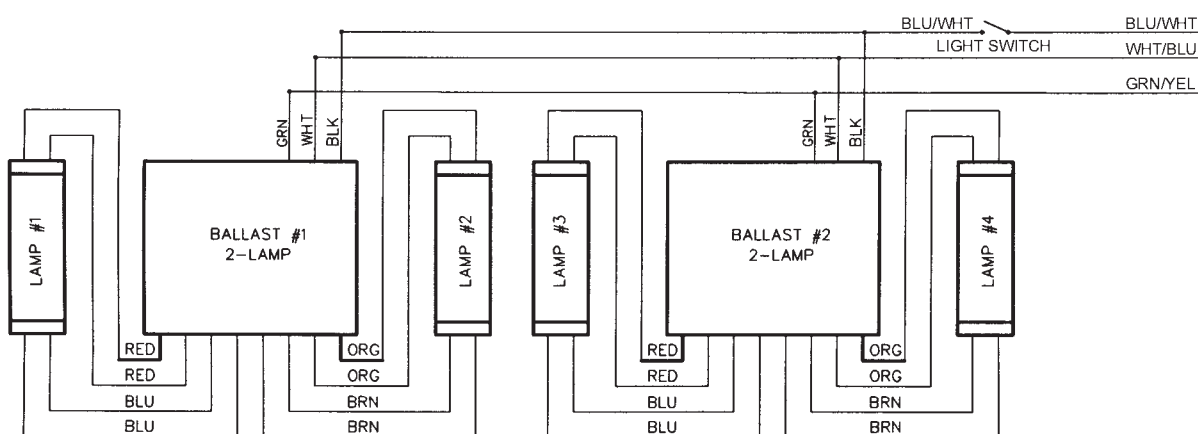 BLU/WHT BLU/WHT
LIGHT SWITCH WHT/BLU
GRN/YEL
GRN WHT BLK GRN WHT BLK
LAMP #1 BALLAST #1 LAMP #2 LAMP #3 BALLAST #2 LAMP #4
2-LAMP 2-LAMP
RED ORG RED ORG
RED ORG RED ORG
BLU BRN BLU BRN
BLU BRN BLU BRN